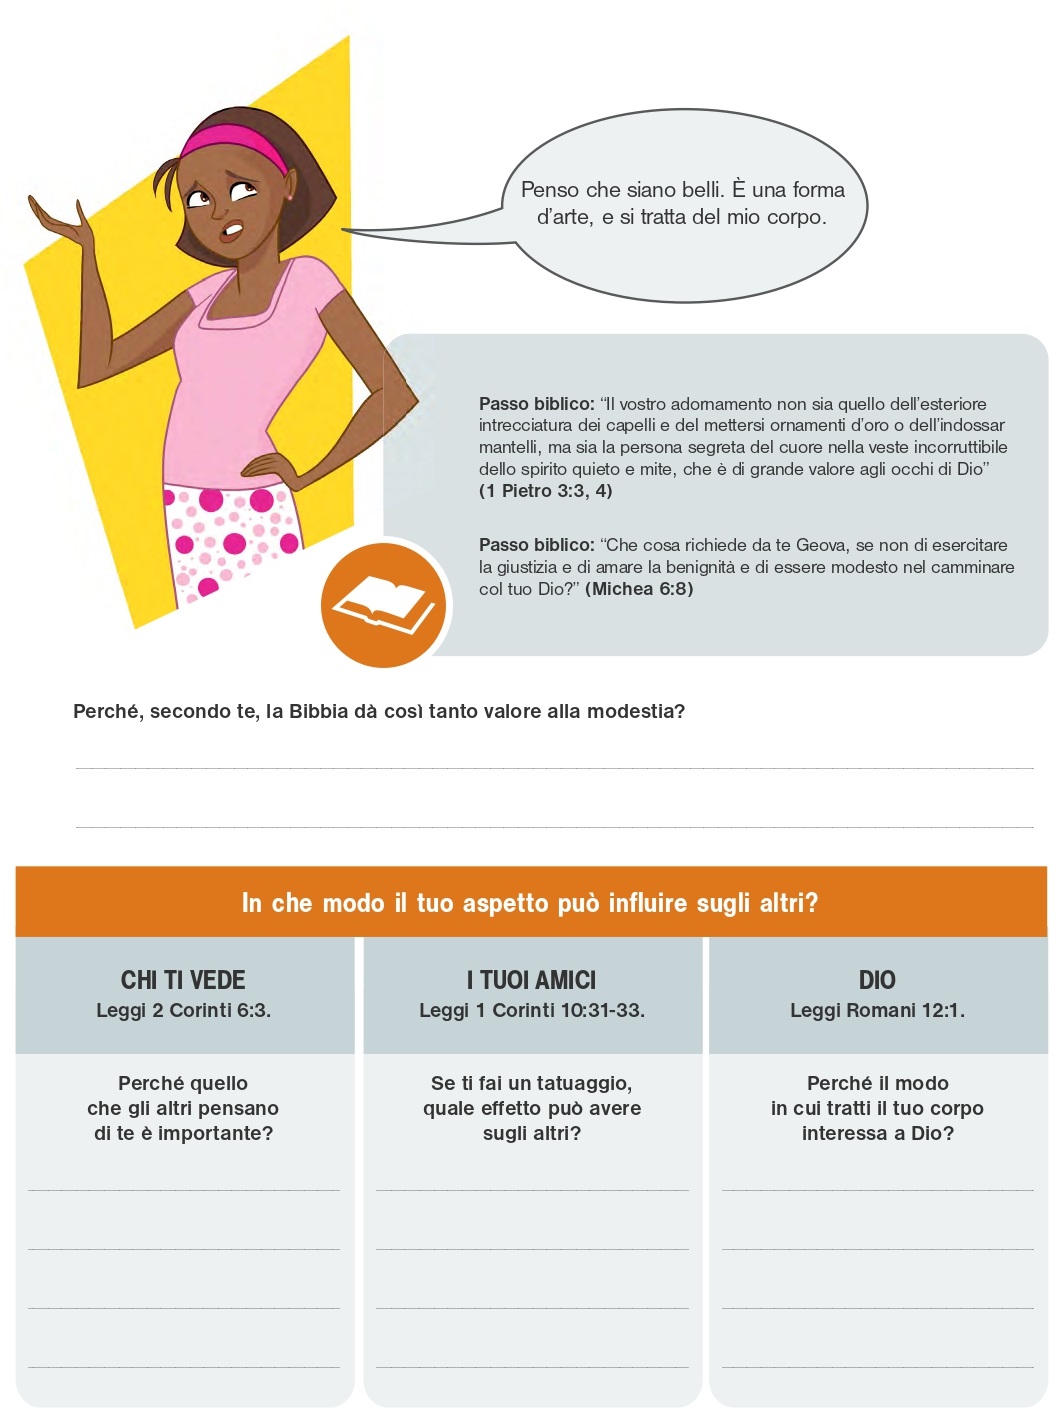 Penso che siano belli. È una forma
d’arte, e si tratta del mio corpo.
Passo biblico: “Il vostro adornamento non sia quello dell’esteriore
intrecciatura dei capelli e del mettersi ornamenti d’oro o dell’indossar
mantelli, ma sia la persona segreta del cuore nella veste incorruttibile
dello spirito quieto e mite, che è di grande valore agli occhi di Dio”
(1 Pietro 3:3, 4)
Passo biblico: “Che cosa richiede da te Geova, se non di esercitare
la giustizia e di amare la benignità e di essere modesto nel camminare
col tuo Dio?” (Michea 6:8)
Perché, secondo te, la Bibbia dà così tanto valore alla modestia?
In che modo il tuo aspetto può influire sugli altri?
CHI TI VEDE
Leggi 2 Corinti 6:3.
Perché quello
che gli altri pensano
di te è importante?
I TUOI AMICI
Leggi 1 Corinti 10:31-33.
Se ti fai un tatuaggio,
quale effetto può avere
sugli altri?
DIO
Leggi Romani 12:1.
Perché il modo
in cui tratti il tuo corpo
interessa a Dio?